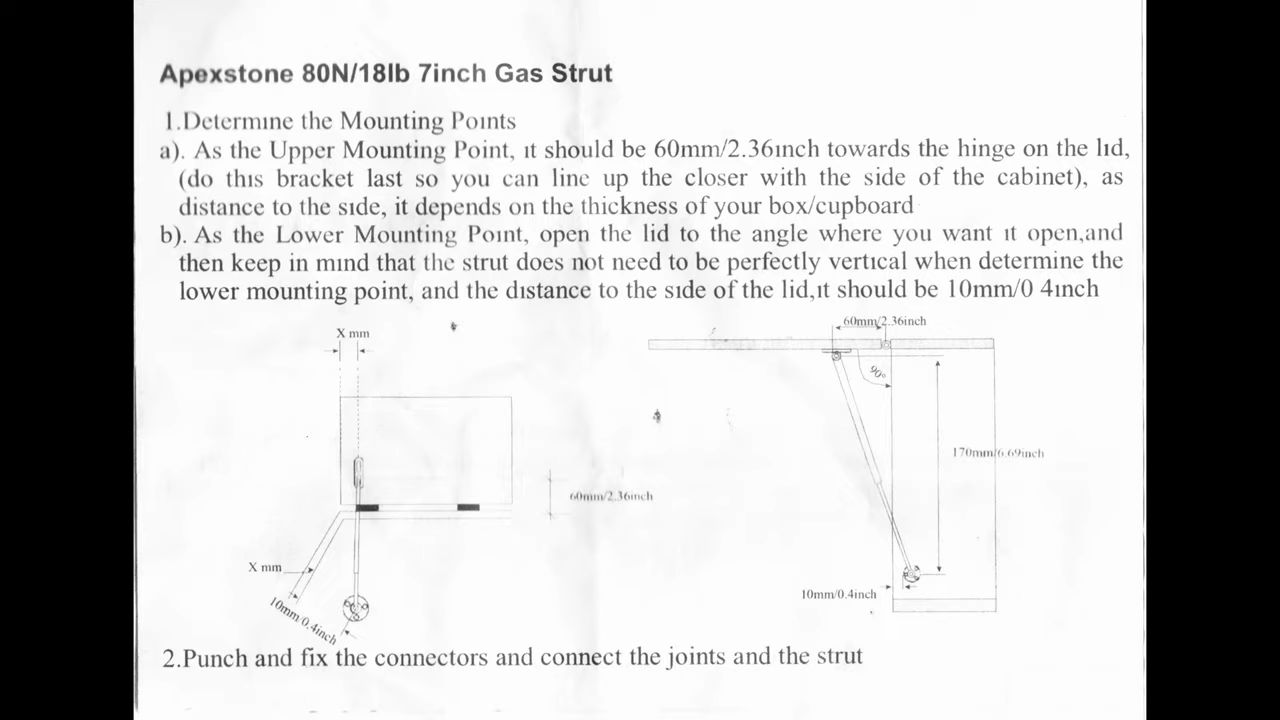 Apexstone 80N/18lb 7inch Gas Strut
1.Determine the Mounting Points
a). As the Upper Mounting Point, it should be 60mm/2.36inch towards the hinge on the lid,
(do this bracket last so you can line up the closer with the side of the cabinet), as
distance to the side, it depends on the thickness of your box/cupboard
b). As the Lower Mounting Point, open the lid to the angle where you want it open,and
then keep in mind that the strut does not need to be perfectly vertical when determine the
lower mounting point, and the distance to the side of the lid,it should be 10mm/0 4inch
X mm
60mm/2.36inch
90°
170mm/6.69inch
60mm/2.36inch
X mm
10mm/0.4inch
10mm/0.4inch
2.Punch and fix the connectors and connect the joints and the strut